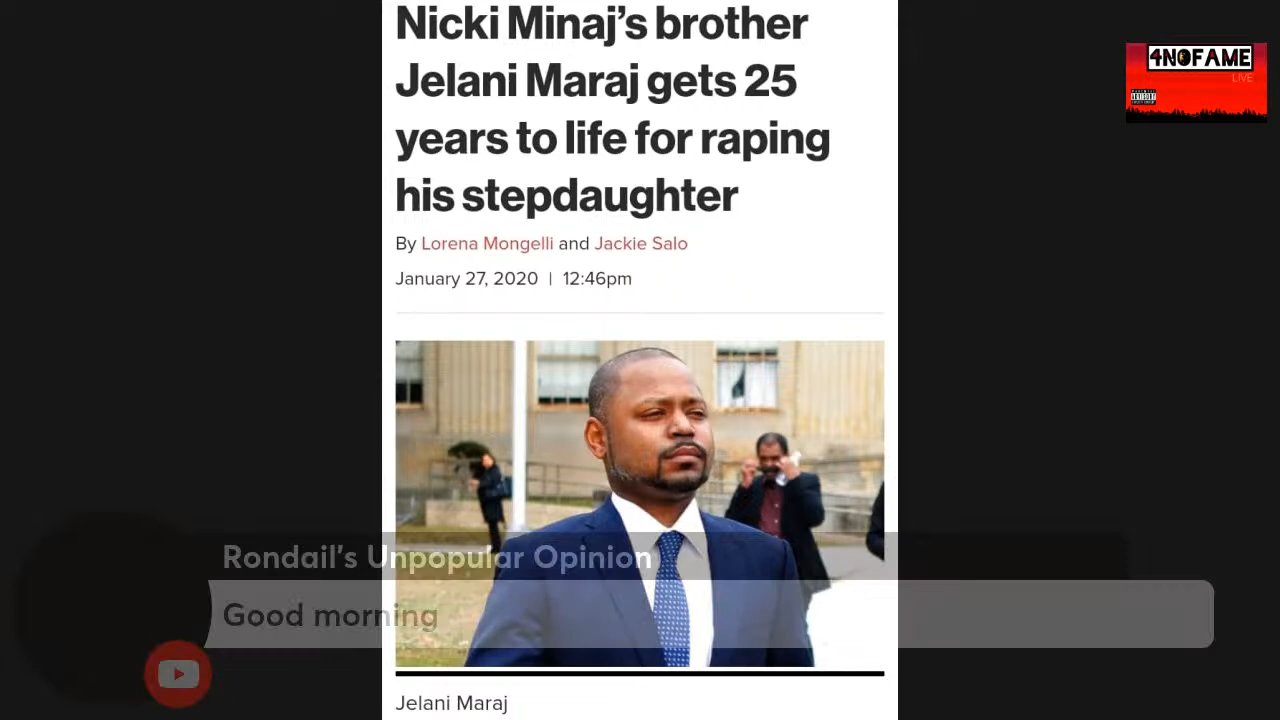 Nicki Minaj’s brother
Jelani Maraj gets 25
years to life for raping
his stepdaughter
By Lorena Mongelli and Jackie Salo
January 27, 2020 | 12:46pm
4NOFAME
LIVE
Rondail's Unpopular Opinion
Good morning
Jelani Maraj